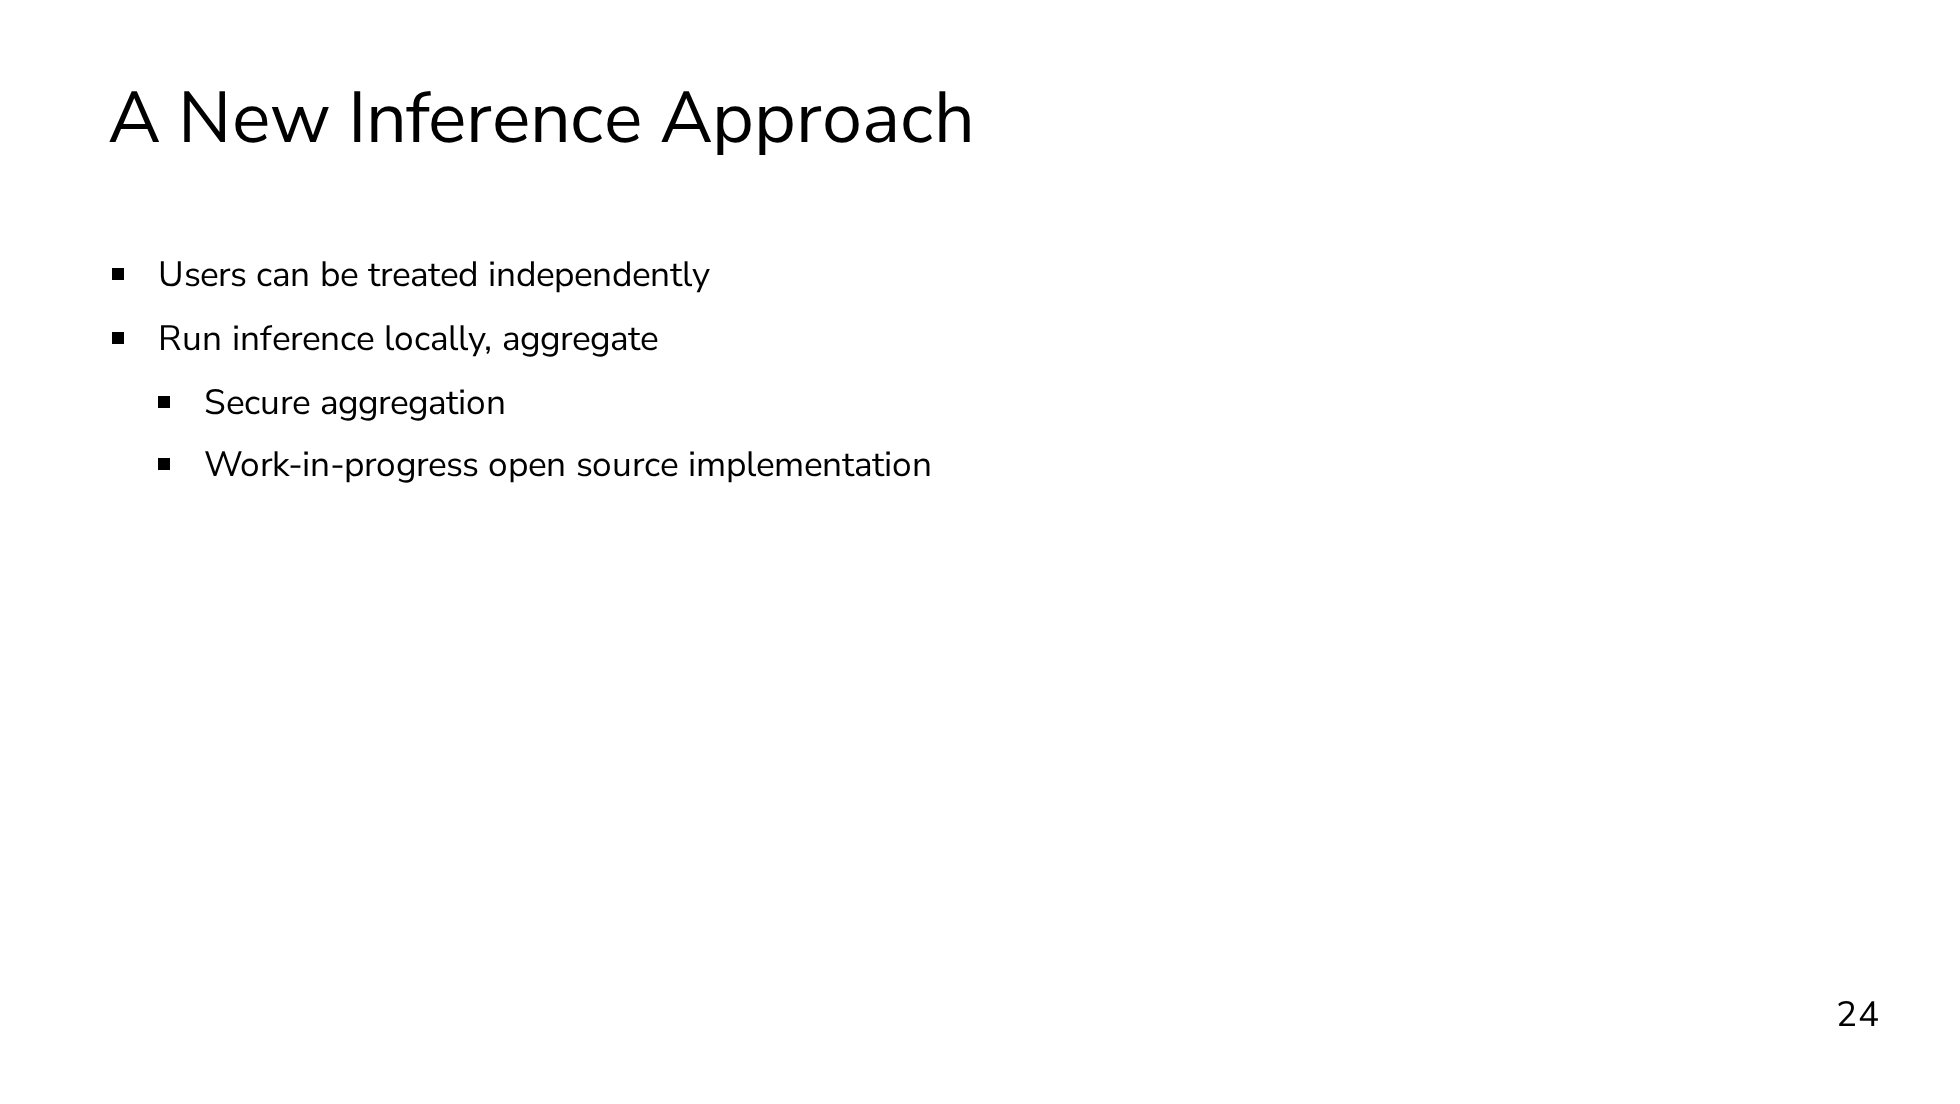 A New Inference Approach
▪ Users can be treated independently
▪ Run inference locally, aggregate
▪ Secure aggregation
▪ Work-in-progress open source implementation
24